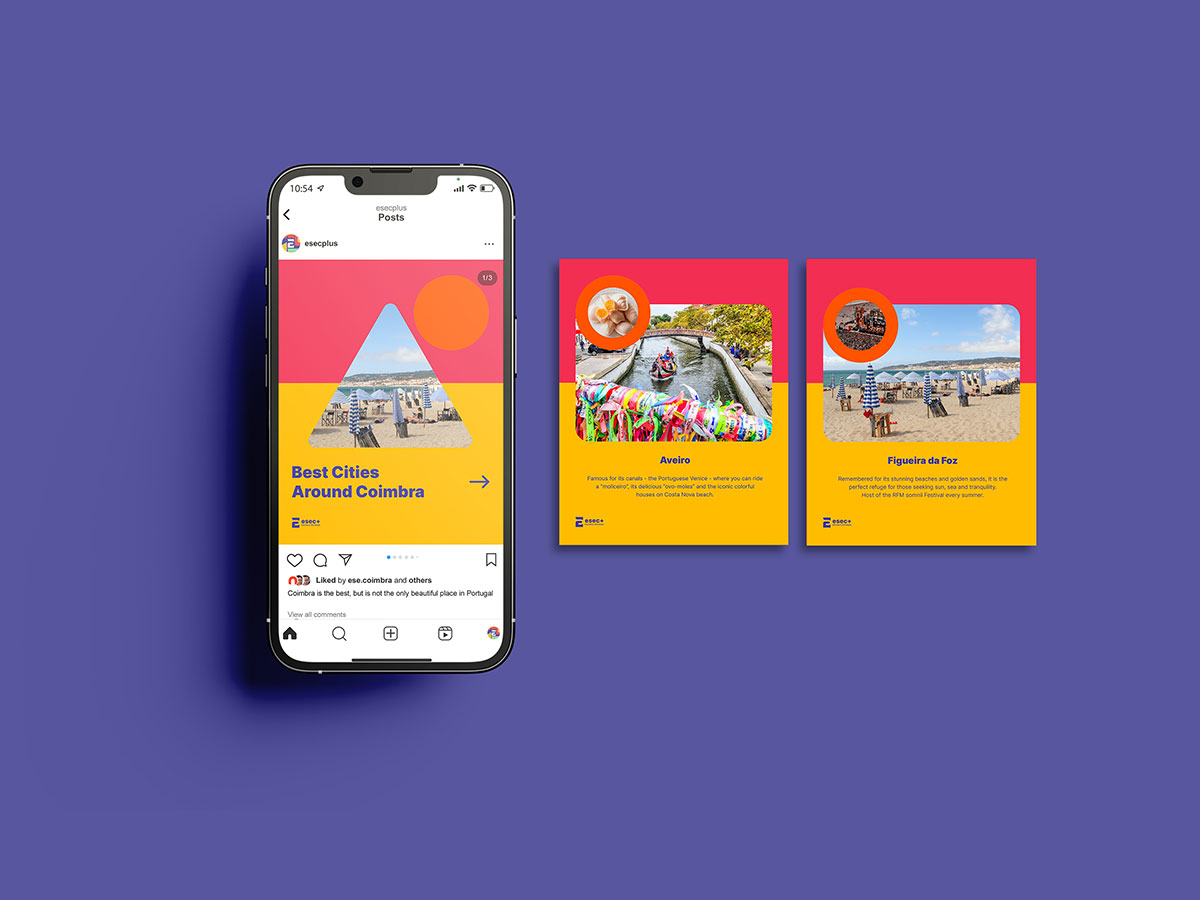 10:54
esecplus
Posts
esecplus
1/3
Best Cities
Around Coimbra
esec+
Liked by ese.coimbra and others
Coimbra is the best, but is not the only beautiful place in Portugal
View all comments
Aveiro
Famous for its canals - the Portuguese Venice - where you can ride
a "moliceiro", its delicious "ovo-moles" and the iconic colorful
houses on Costa Nova beach.
esec+
Figueira da Foz
Remembered for its stunning beaches and golden sands, it is the
perfect refuge for those seeking sun, sea and tranquility.
Host of the RFM somnii Festival every summer.
esec+